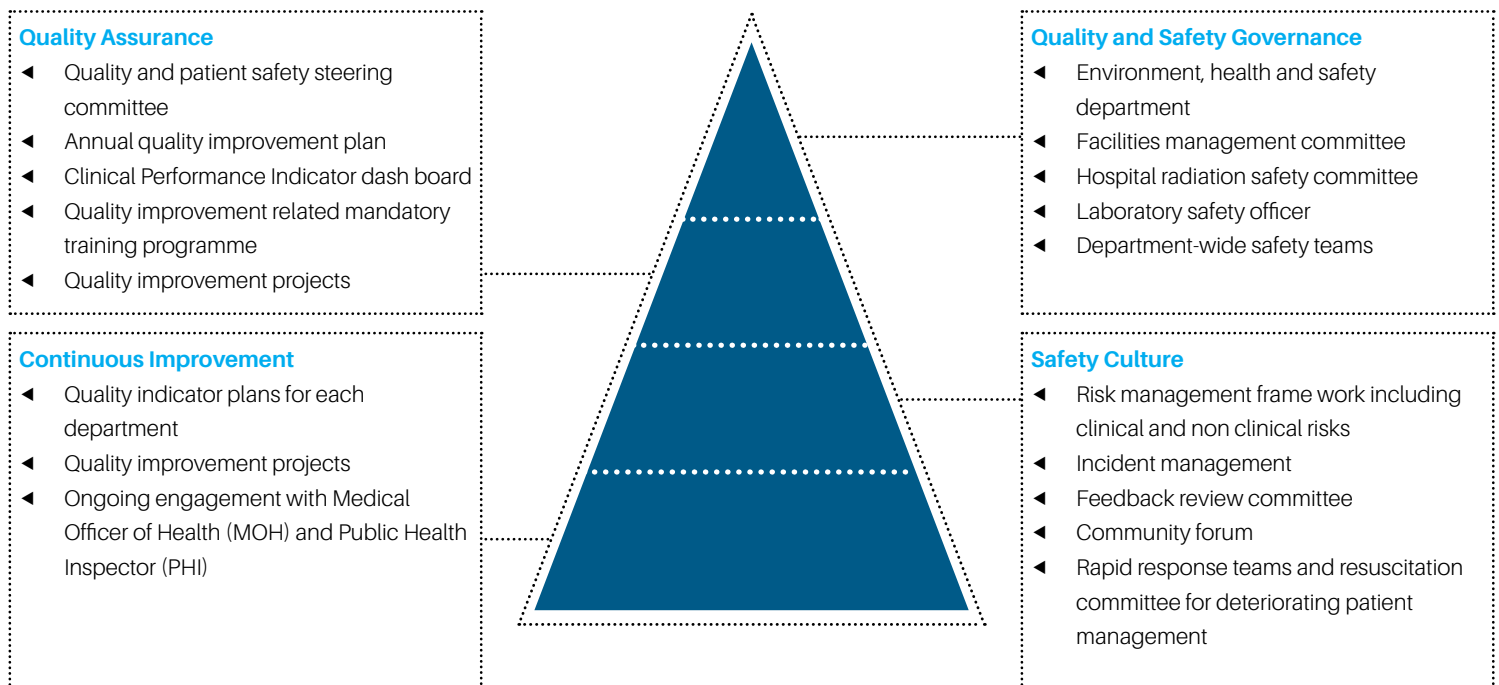 Quality Assurance
◄ Quality and patient safety steering
committee
◄ Annual quality improvement plan
◄ Clinical Performance Indicator dash board
◄ Quality improvement related mandatory
training programme
◄ Quality improvement projects
Continuous Improvement
◄ Quality indicator plans for each
department
◄ Quality improvement projects
◄ Ongoing engagement with Medical
Officer of Health (MOH) and Public Health
Inspector (PHI)
Quality and Safety Governance
◄ Environment, health and safety
department
◄ Facilities management committee
◄ Hospital radiation safety committee
◄ Laboratory safety officer
◄ Department-wide safety teams
Safety Culture
◄ Risk management frame work including
clinical and non clinical risks
◄ Incident management
◄ Feedback review committee
◄ Community forum
◄ Rapid response teams and resuscitation
committee for deteriorating patient
management